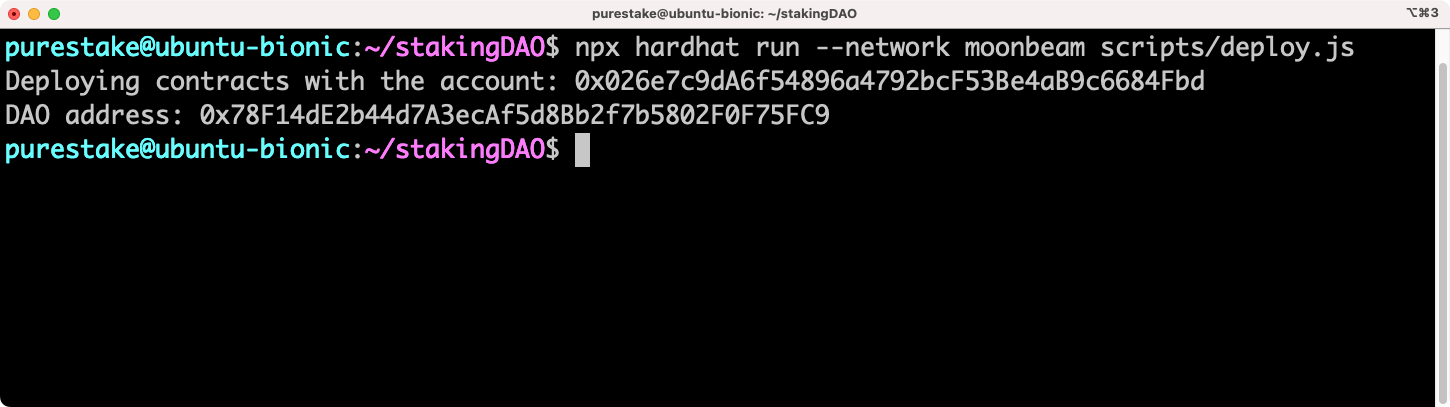 purestake@ubuntu-bionic: ~/stakingDAO
⌥⌘3
purestake@ubuntu-bionic:~/stakingDAO$ npx hardhat run --network moonbeam scripts/deploy.js
Deploying contracts with the account: 0x026e7c9dA6f54896a4792bcF53Be4aB9c6684Fbd
DAO address: 0x78F14dE2b44d7A3ecAf5d8Bb2f7b5802F0F75FC9
purestake@ubuntu-bionic:~/stakingDAO$